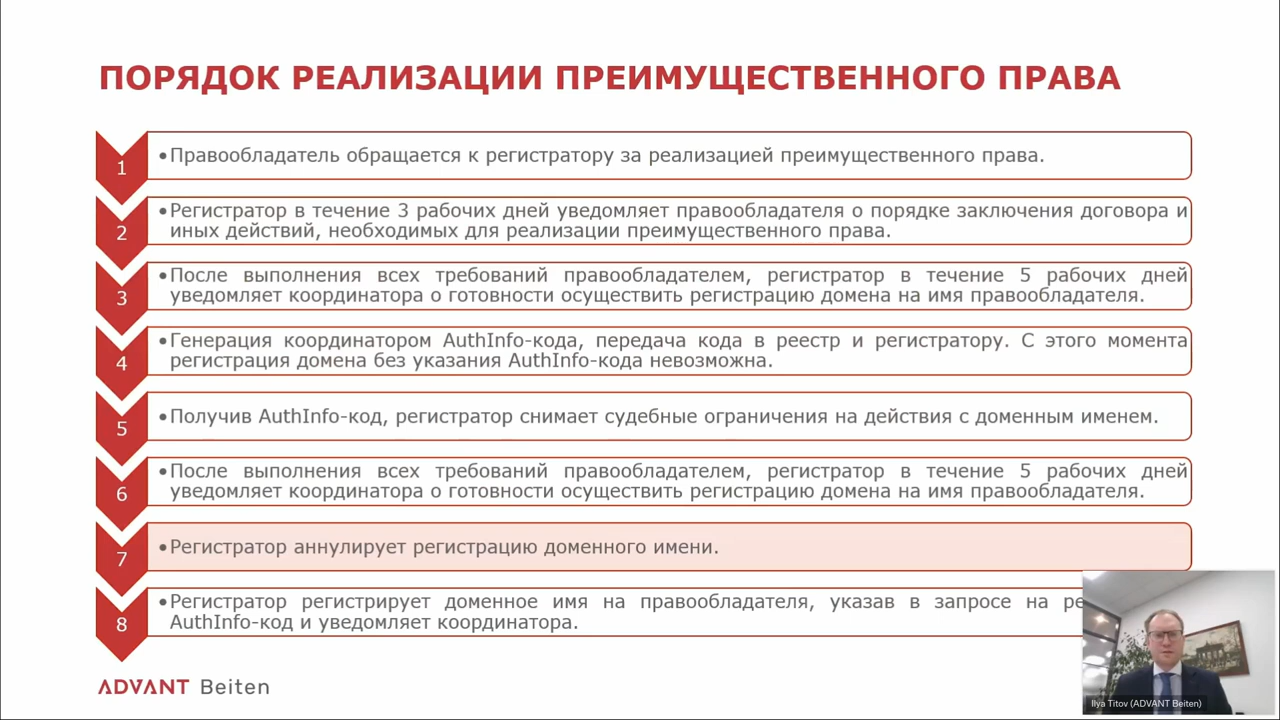 ПОРЯДОК РЕАЛИЗАЦИИ ПРЕИМУЩЕСТВЕННОГО ПРАВА
1
•Правообладатель обращается к регистратору за реализацией преимущественного права.
2
•Регистратор в течение 3 рабочих дней уведомляет правообладателя о порядке заключения договора и
иных действий, необходимых для реализации преимущественного права.
3
•После выполнения всех требований правообладателем, регистратор в течение 5 рабочих дней
уведомляет координатора о готовности осуществить регистрацию домена на имя правообладателя.
4
•Генерация координатором AuthInfo-кода, передача кода в реестр и регистратору. С этого момента
регистрация домена без указания AuthInfo-кода невозможна.
5
•Получив AuthInfo-код, регистратор снимает судебные ограничения на действия с доменным именем.
6
•После выполнения всех требований правообладателем, регистратор в течение 5 рабочих дней
уведомляет координатора о готовности осуществить регистрацию домена на имя правообладателя.
7
•Регистратор аннулирует регистрацию доменного имени.
8
•Регистратор регистрирует доменное имя на правообладателя, указав в запросе на
AuthInfo-код и уведомляет координатора.
ADVANT Beiten
Ilya Titov (ADVANT Beiten)